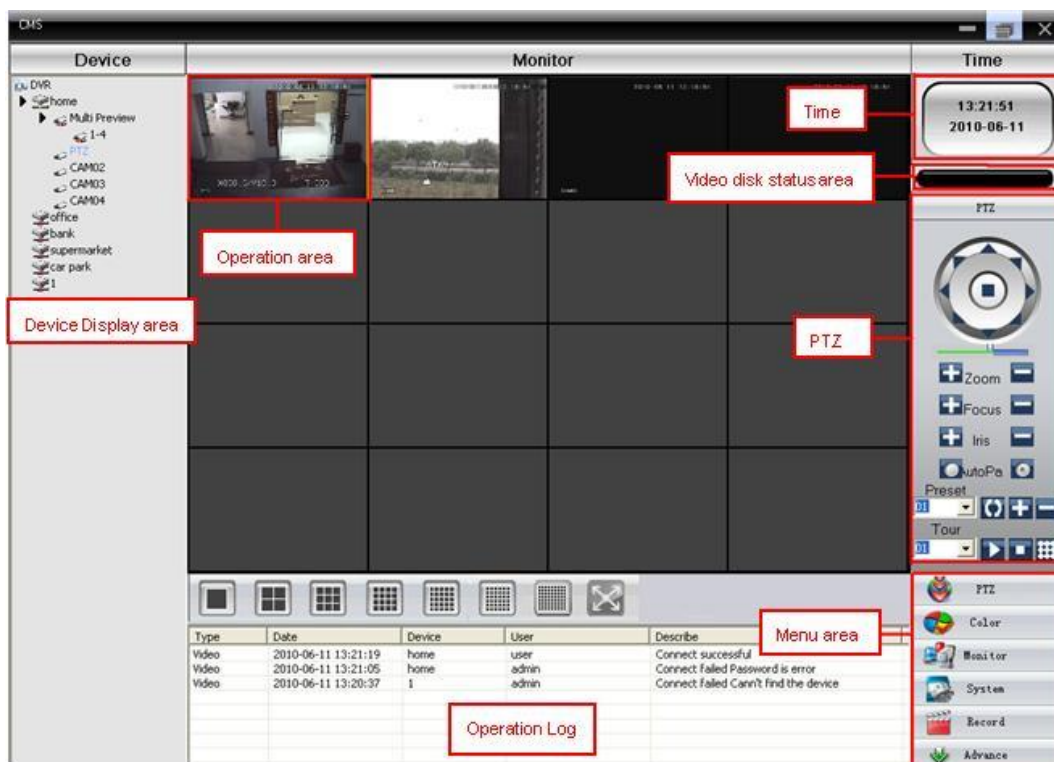 CMS
Device Monitor Time
DVR
home
Multi Preview
1-4
PTZ
CAM02
CAM03
CAM04
office
bank
supermarket
car park
1
Device Display area
Operation area
Time
13:21:51
2010-06-11
Video disk status area
PTZ
PTZ
Zoom
Focus
Iris
AutoPa
Preset
01
Tour
01
Type Date Device User Describe
Video 2010-06-11 13:21:19 home user Connect successful
Video 2010-06-11 13:21:05 home admin Connect failed Password is error
Video 2010-06-11 13:20:37 1 admin Connect failed Cann't find the device
Operation Log
Menu area
PTZ
Color
Monitor
System
Record
Advance